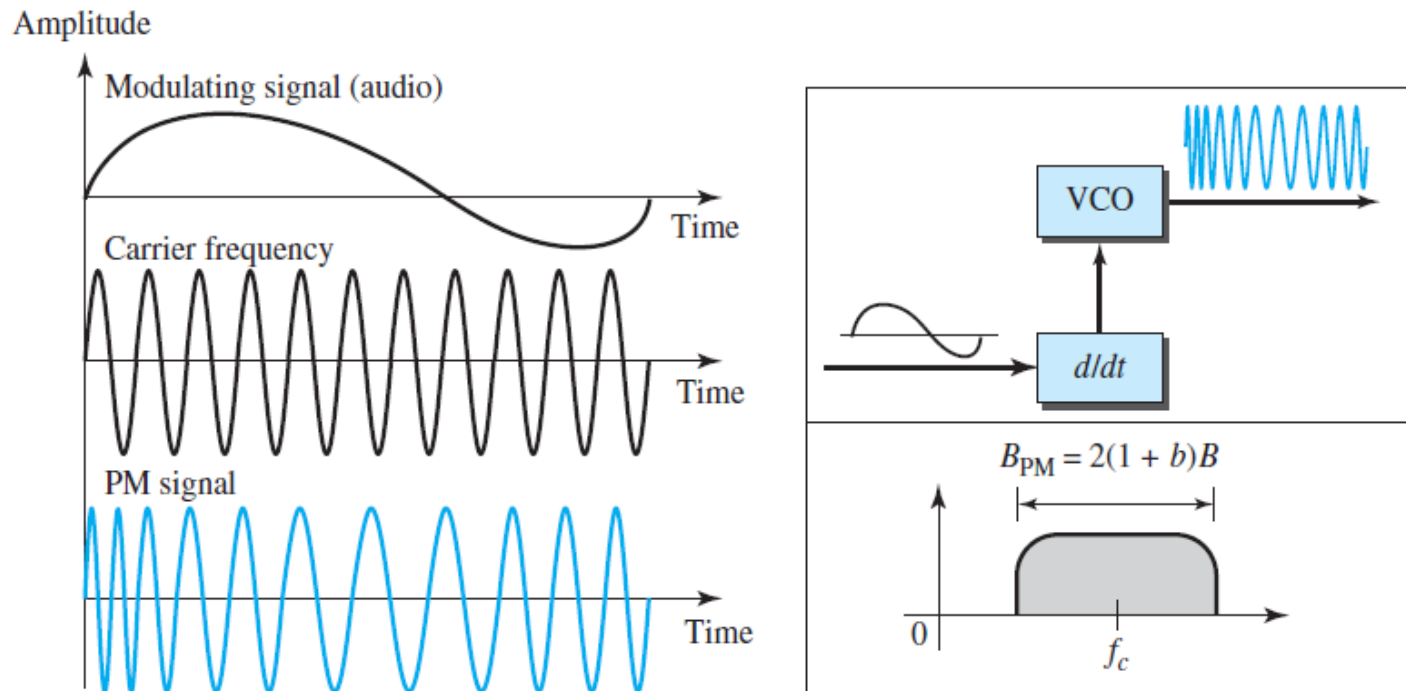 Amplitude
Modulating signal (audio)
Time
Carrier frequency
Time
PM signal
Time
VCO
d/dt
B_PM = 2(1 + b)B
0
f_c